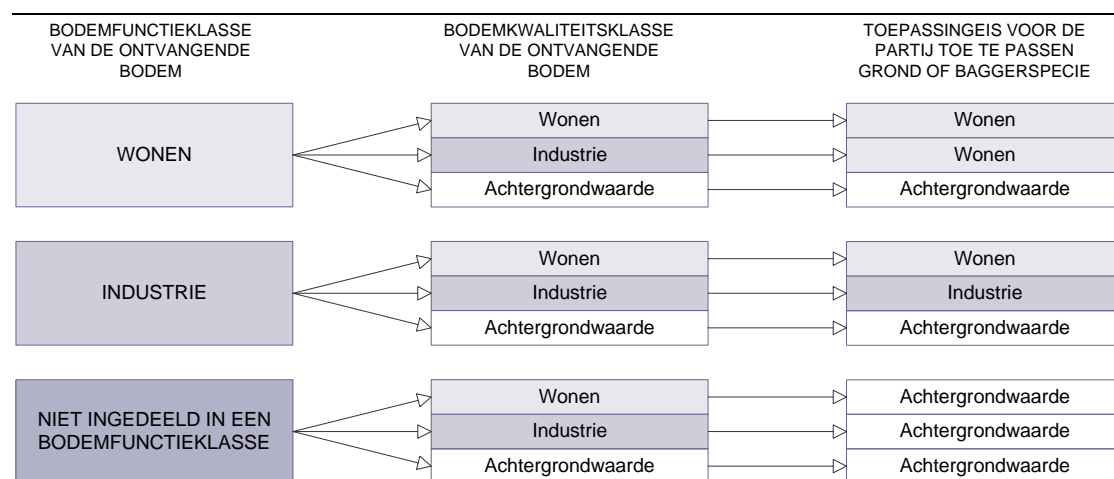 BODEMFUNCTIEKLASSE
VAN DE ONTVANGENDE
BODEM
BODEMKWALITEITSKLASSE
VAN DE ONTVANGENDE
BODEM
TOEPASSINGEIS VOOR DE
PARTIJ TOE TE PASSEN
GROND OF BAGGERSPECIE
WONEN
Wonen
Industrie
Achtergrondwaarde
Wonen
Wonen
Achtergrondwaarde
INDUSTRIE
Wonen
Industrie
Achtergrondwaarde
Wonen
Industrie
Achtergrondwaarde
NIET INGEDEELD IN EEN
BODEMFUNCTIEKLASSE
Wonen
Industrie
Achtergrondwaarde
Achtergrondwaarde
Achtergrondwaarde
Achtergrondwaarde